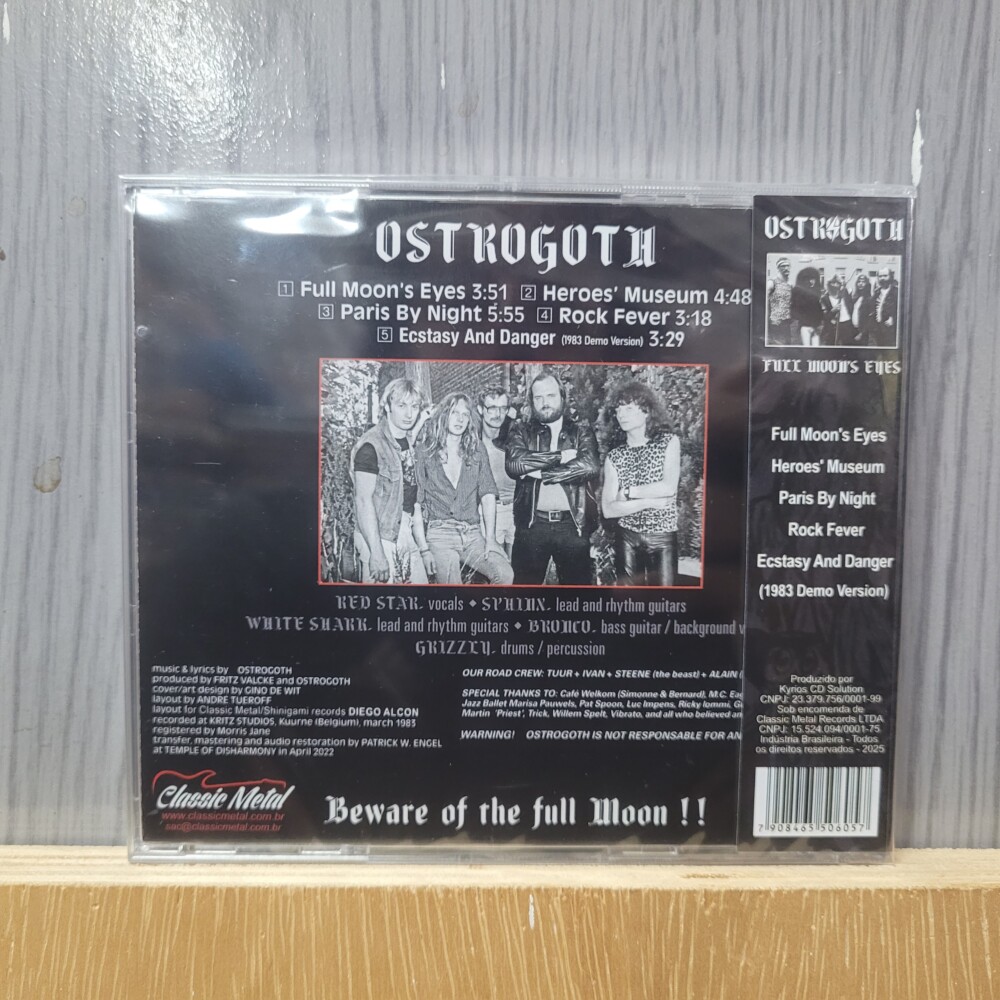 OSTROGOTH
1 Full Moon's Eyes 3:51 2 Heroes' Museum 4:48
3 Paris By Night 5:55 4 Rock Fever 3:18
5 Ecstasy And Danger (1983 Demo Version) 3:29
RED STAR. vocals ◆ SPHINX. lead and rhythm guitars
WHITE SHARK. lead and rhythm guitars ◆ BRONCO. bass guitar / background v
GRIZZLY. drums / percussion
music & lyrics by OSTROGOTH
produced by FRITZ VALCKE and OSTROGOTH
cover/art design by GINO DE WIT
layout by ANDRE TUEROFF
layout for Classic Metal/Shinigami records DIEGO ALCON
recorded at KRITZ STUDIOS, Kuurne (Belgium), march 1983
registered by Morris Jane
transfer, mastering and audio restoration by PATRICK W. ENGEL
at TEMPLE OF DISHARMONY in April 2022
OUR ROAD CREW: TUUR + IVAN + STEENE (the beast) + ALAIN
SPECIAL THANKS TO: Café Welkom (Simonne & Bernard), M.C. Eag
Jazz Ballet Marisa Pauwels, Pat Spoon, Luc Impens, Ricky Iommi,
Martin 'Priest', Trick, Willem Spelt, Vibrato, and all who believed an
WARNING! OSTROGOTH IS NOT RESPONSIBLE FOR AN
Classic Metal
www.classicmetal.com.br
sac@classicmetal.com.br
Beware of the full Moon !!
OSTROGOTH
FULL MOON'S EYES
Full Moon's Eyes
Heroes' Museum
Paris By Night
Rock Fever
Ecstasy And Danger
(1983 Demo Version)
Produzido por
Kyrios CD Solution
CNPJ: 23.379.756/0001-99
Sob encomenda de
Classic Metal Records LTDA
CNPJ: 15.524.094/0001-75
Indústria Brasileira - Todos
os direitos reservados - 2025
7 908465 506057